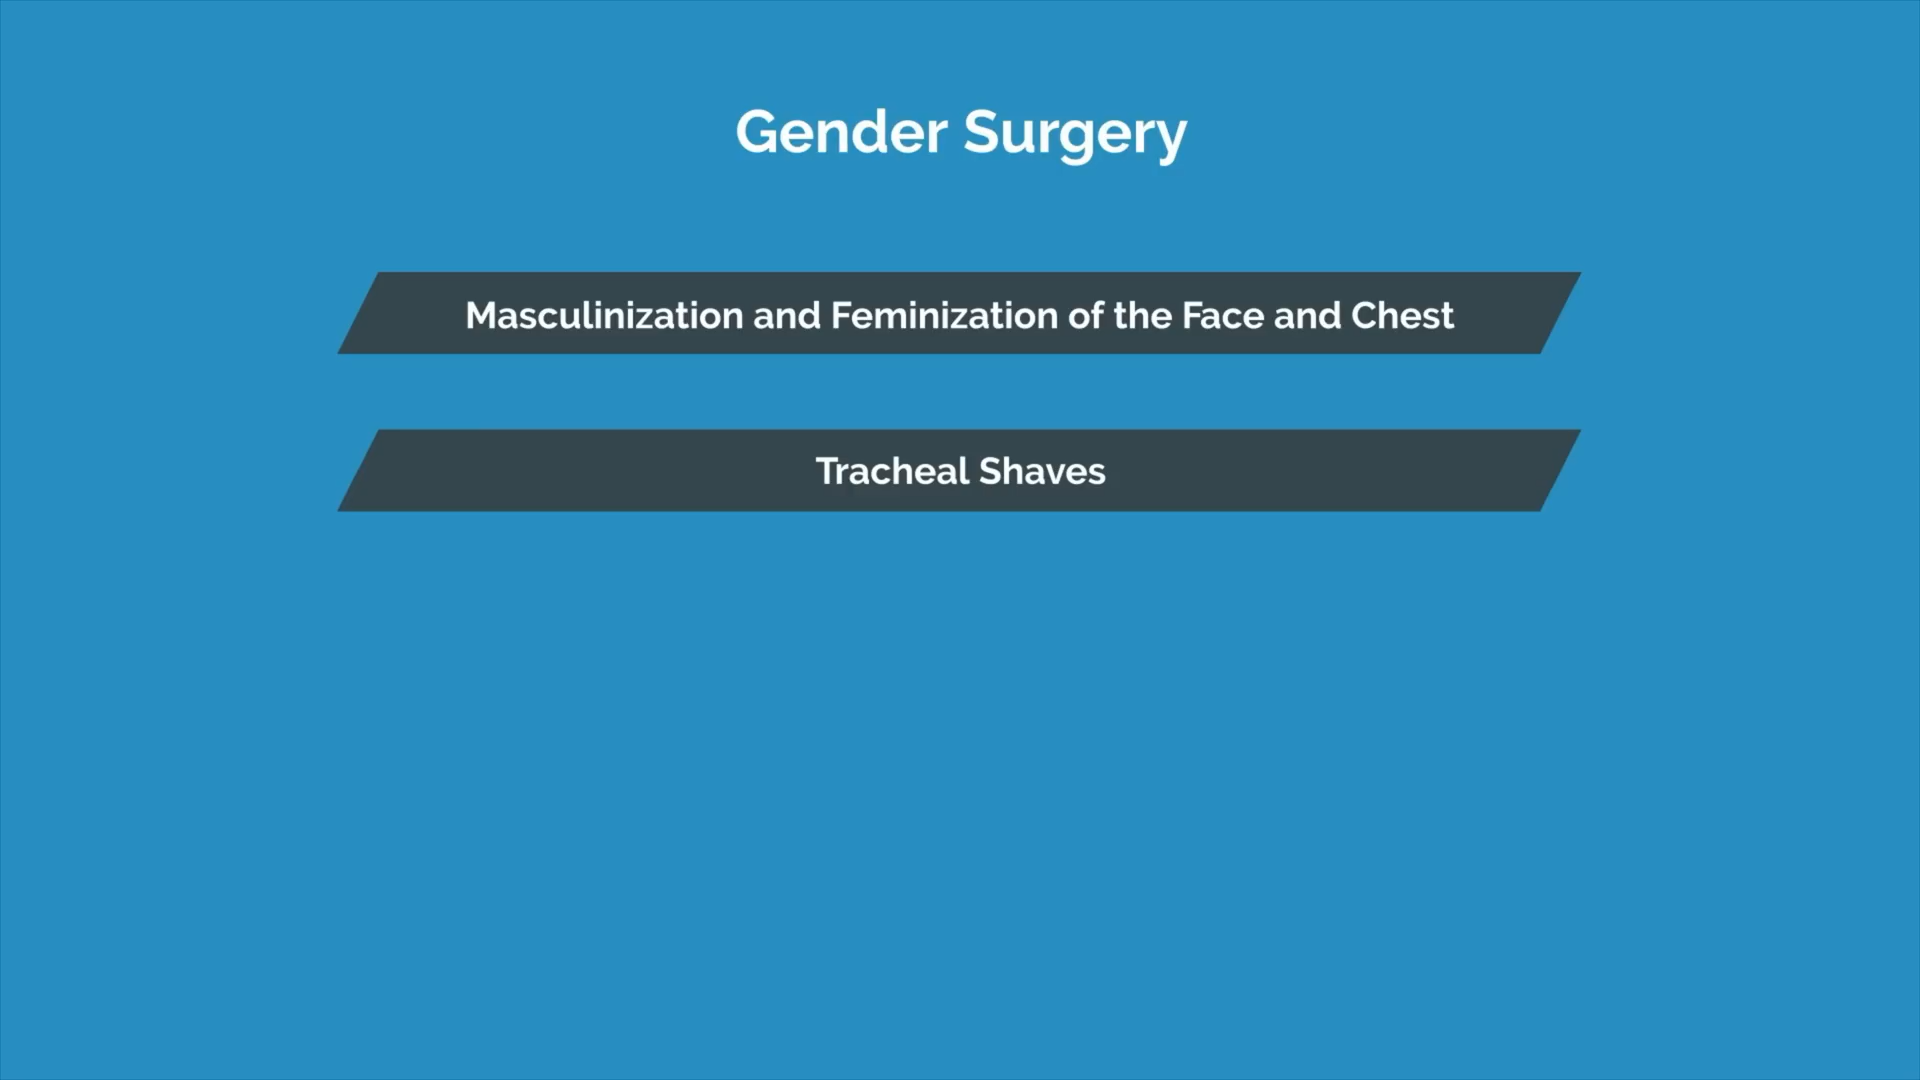 Gender Surgery
Masculinization and Feminization of the Face and Chest
Tracheal Shaves